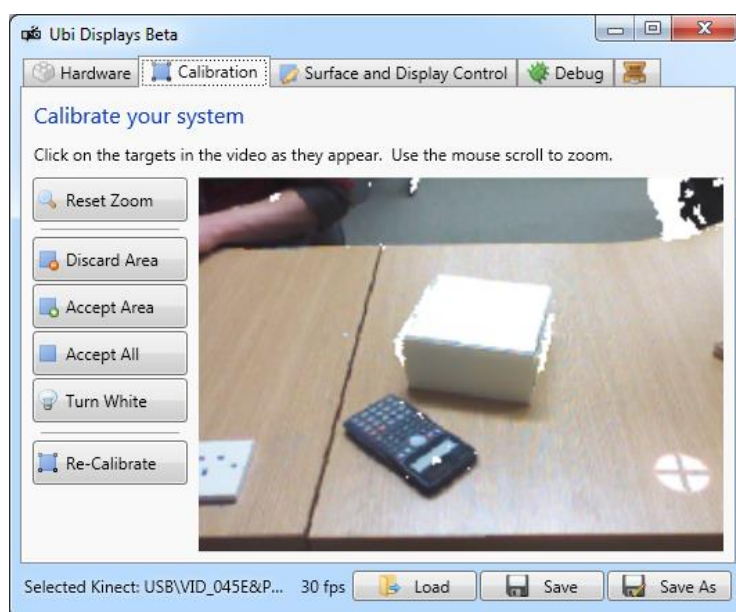 Ubi Displays Beta
Hardware Calibration Surface and Display Control Debug
Calibrate your system
Click on the targets in the video as they appear. Use the mouse scroll to zoom.
Reset Zoom
Discard Area
Accept Area
Accept All
Turn White
Re-Calibrate
Selected Kinect: USB\VID_045E&P... 30 fps Load Save Save As